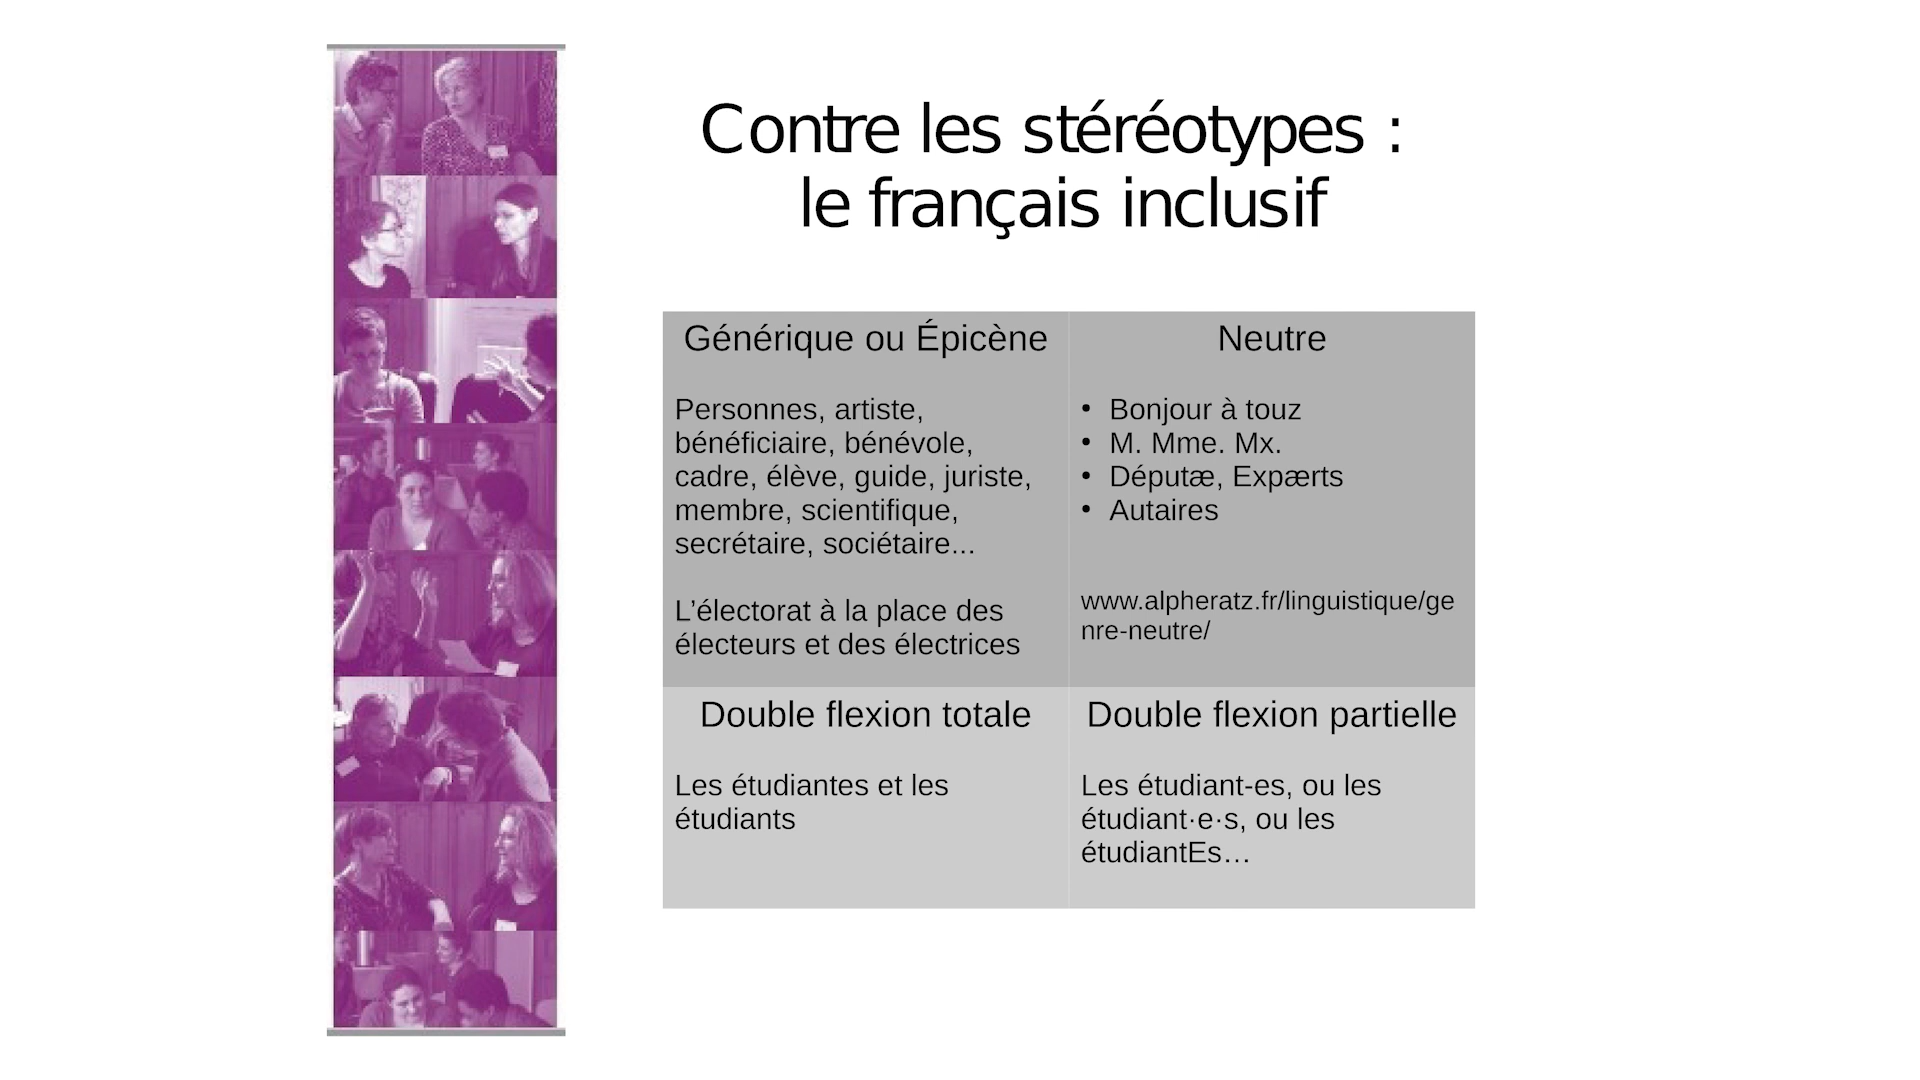 Contre les stéréotypes :
le français inclusif
Générique ou Épicène
Personnes, artiste,
bénéficiaire, bénévole,
cadre, élève, guide, juriste,
membre, scientifique,
secrétaire, sociétaire...
L’électorat à la place des
électeurs et des électrices
Neutre
• Bonjour à touz
• M. Mme. Mx.
• Députæ, Expærts
• Autaires
www.alpheratz.fr/linguistique/ge
nre-neutre/
Double flexion totale
Les étudiantes et les
étudiants
Double flexion partielle
Les étudiant-es, ou les
étudiant·e·s, ou les
étudiantEs…